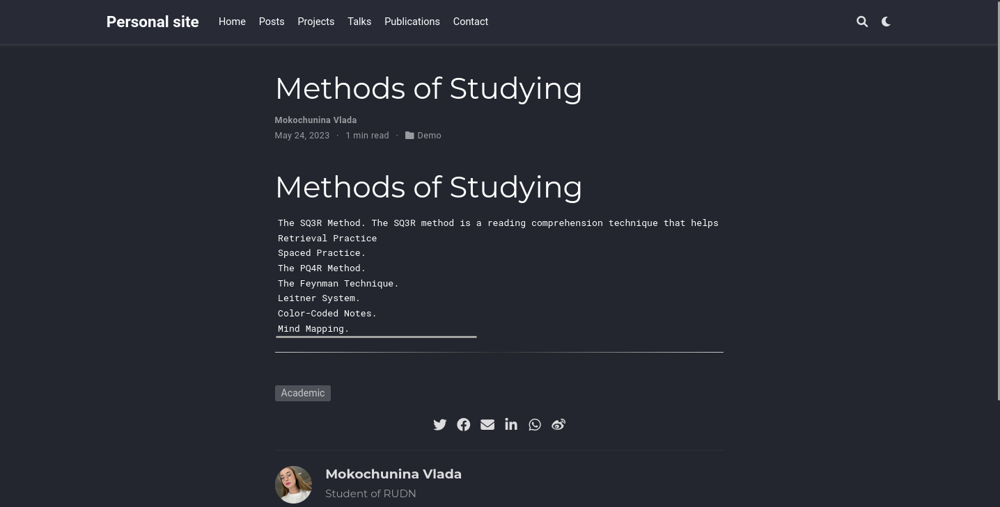 Personal site Home Posts Projects Talks Publications Contact
Methods of Studying
Mokochunina Vlada
May 24, 2023 · 1 min read · Demo
Methods of Studying
The SQ3R Method. The SQ3R method is a reading comprehension technique that helps
Retrieval Practice
Spaced Practice.
The PQ4R Method.
The Feynman Technique.
Leitner System.
Color-Coded Notes.
Mind Mapping.
Academic
Mokochunina Vlada
Student of RUDN